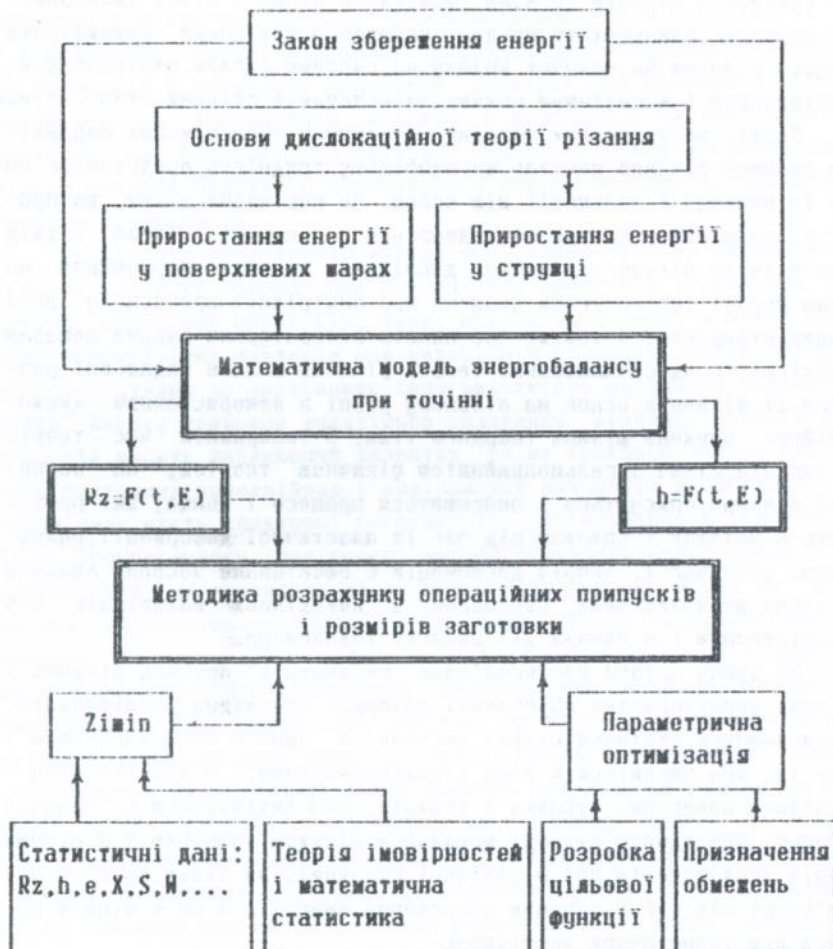 Закон збереження енергії
Основи дислокаційної теорії різання
Приростання енергії
у поверхневих шарах
Приростання енергії
у стружці
Математична модель энергобалансу
при точінні
Rz=F(t,E)
h=F(t,E)
Методика розрахунку операційних припусків
і розмірів заготовки
Zimin
Параметрична
оптимізація
Статистичні дані:
Rz,h,e,X,S,W,...
Теорія імовірностей
і математична
статистика
Розробка
цільової
функції
Призначення
обмежень